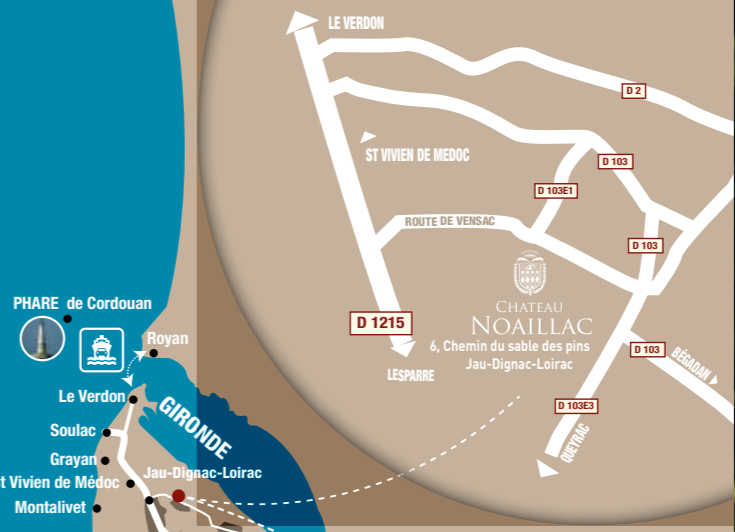 LE VERDON
D 2
ST VIVIEN DE MEDOC
D 103
D 103E1
ROUTE DE VENSAC
D 103
CHATEAU
NOAILLAC
6, Chemin du sable des pins
Jau-Dignac-Loirac
D 1215
LESPARRE
D 103
BÉGADAN
D 103E3
QUEYRAC
PHARE de Cordouan
Royan
Le Verdon
GIRONDE
Soulac
Grayan
Jau-Dignac-Loirac
t Vivien de Médoc
Montalivet